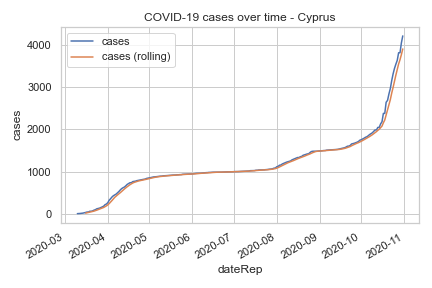 COVID-19 cases over time - Cyprus
cases
cases (rolling)
4000
3000
2000
1000
0
cases
2020-03
2020-04
2020-05
2020-06
2020-07
2020-08
2020-09
2020-10
2020-11
dateRep